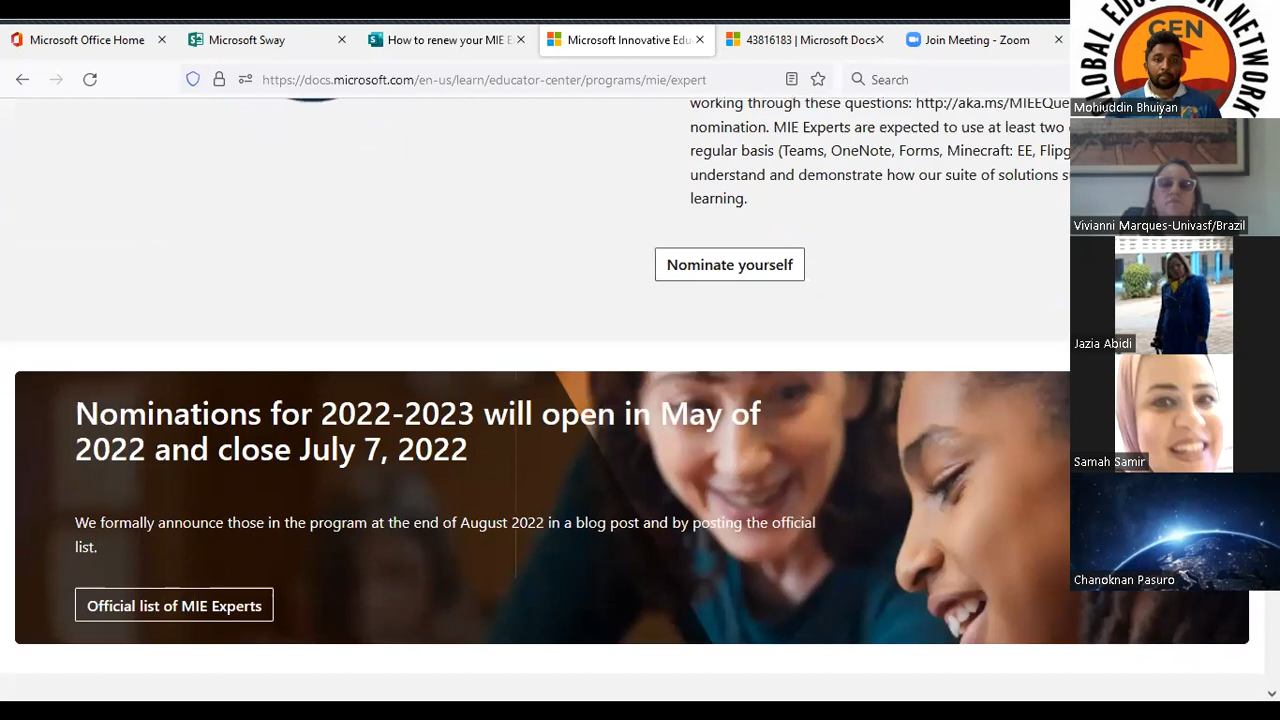 Microsoft Office Home
Microsoft Sway
How to renew your MIE E
Microsoft Innovative Edu
43816183 | Microsoft Docs
Join Meeting - Zoom
https://docs.microsoft.com/en-us/learn/educator-center/programs/mie/expert
Search
GLOBAL EDUCATION NETWORK
GEN
Mohiuddin Bhuiyan
working through these questions: http://aka.ms/MIEEQue
nomination. MIE Experts are expected to use at least two
regular basis (Teams, OneNote, Forms, Minecraft: EE, Flipg
understand and demonstrate how our suite of solutions s
learning.
Vivianni Marques-Univasf/Brazil
Nominate yourself
Jazia Abidi
Nominations for 2022-2023 will open in May of
2022 and close July 7, 2022
Samah Samir
We formally announce those in the program at the end of August 2022 in a blog post and by posting the official
list.
Chanoknan Pasuro
Official list of MIE Experts